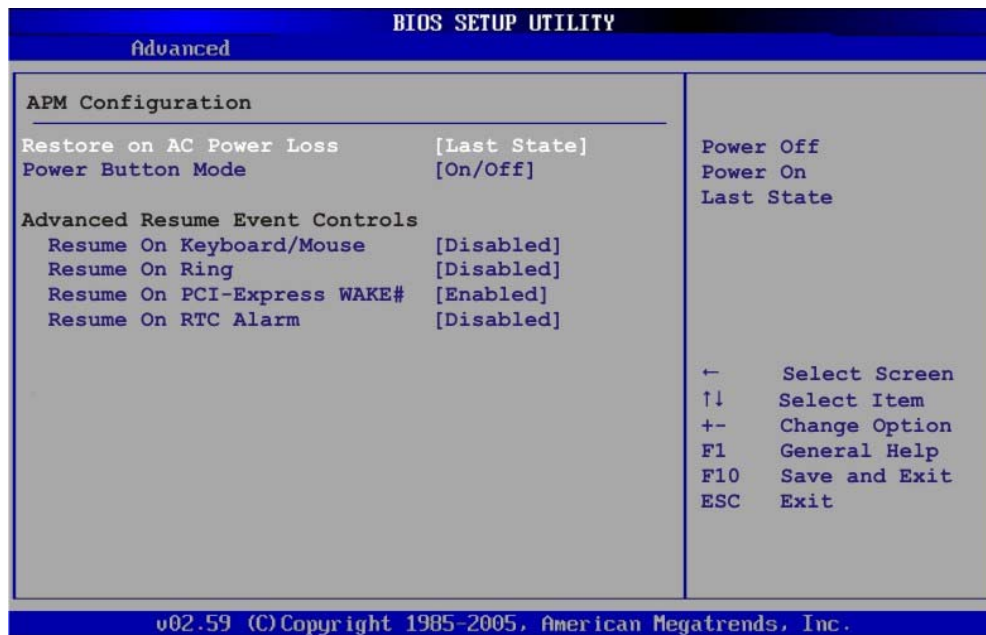 BIOS SETUP UTILITY
Advanced
APM Configuration
Restore on AC Power Loss [Last State]
Power Button Mode [On/Off]
Advanced Resume Event Controls
Resume On Keyboard/Mouse [Disabled]
Resume On Ring [Disabled]
Resume On PCI-Express WAKE# [Enabled]
Resume On RTC Alarm [Disabled]
Power Off
Power On
Last State
← Select Screen
↑↓ Select Item
+- Change Option
F1 General Help
F10 Save and Exit
ESC Exit
v02.59 (C)Copyright 1985-2005, American Megatrends, Inc.